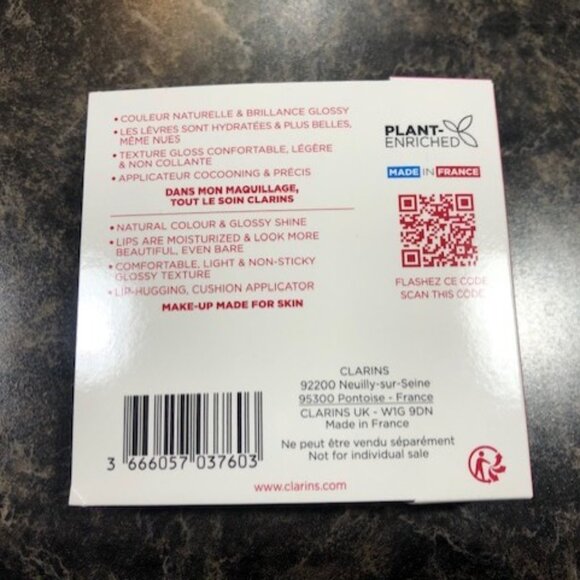 • COULEUR NATURELLE & BRILLANCE GLOSSY
• LES LÈVRES SONT HYDRATÉES & PLUS BELLES,
MÊME NUES
• TEXTURE GLOSS CONFORTABLE, LÉGÈRE
& NON COLLANTE
• APPLICATEUR COCOONING & PRÉCIS
DANS MON MAQUILLAGE,
TOUT LE SOIN CLARINS
• NATURAL COLOUR & GLOSSY SHINE
• LIPS ARE MOISTURIZED & LOOK MORE
BEAUTIFUL, EVEN BARE
• COMFORTABLE, LIGHT & NON-STICKY
GLOSSY TEXTURE
• LIP-HUGGING, CUSHION APPLICATOR
MAKE-UP MADE FOR SKIN
PLANT-
ENRICHED
MADE IN FRANCE
FLASHEZ CE CODE
SCAN THIS CODE
CLARINS
92200 Neuilly-sur-Seine
95300 Pontoise - France
CLARINS UK - W1G 9DN
Made in France
Ne peut être vendu séparément
Not for individual sale
3 666057 037603
www.clarins.com